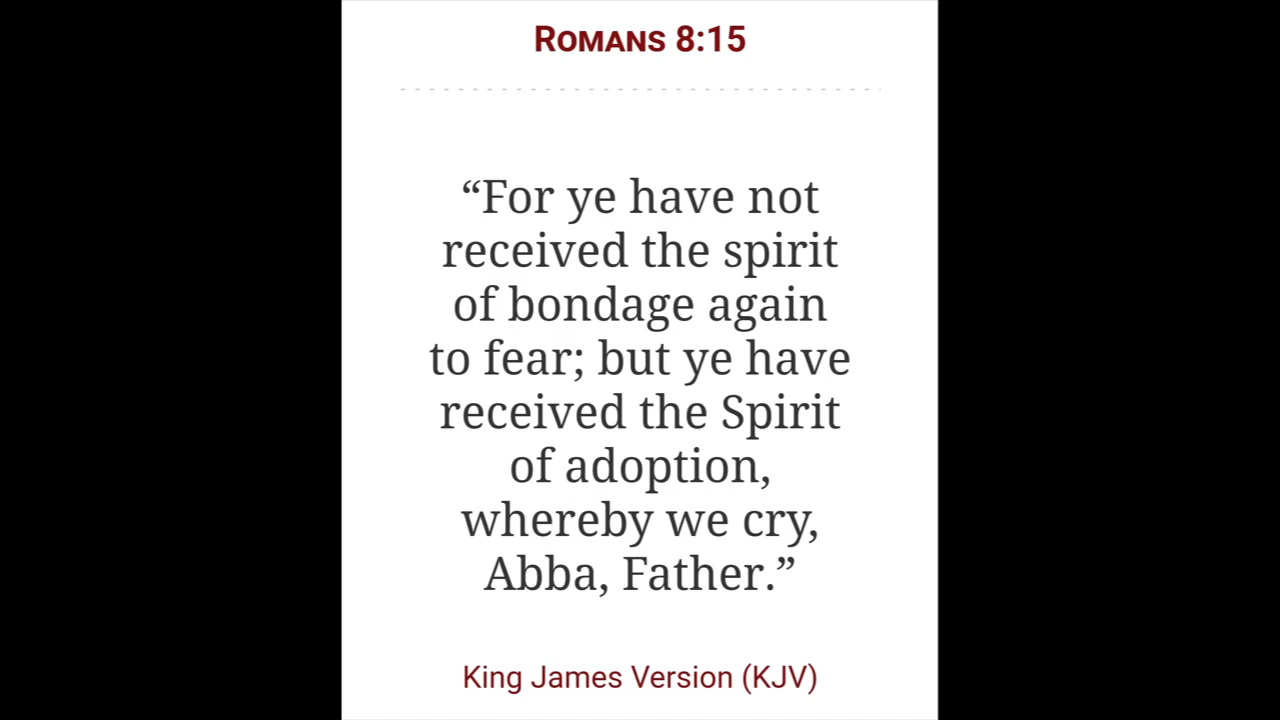 Romans 8:15
“For ye have not
received the spirit
of bondage again
to fear; but ye have
received the Spirit
of adoption,
whereby we cry,
Abba, Father.”
King James Version (KJV)